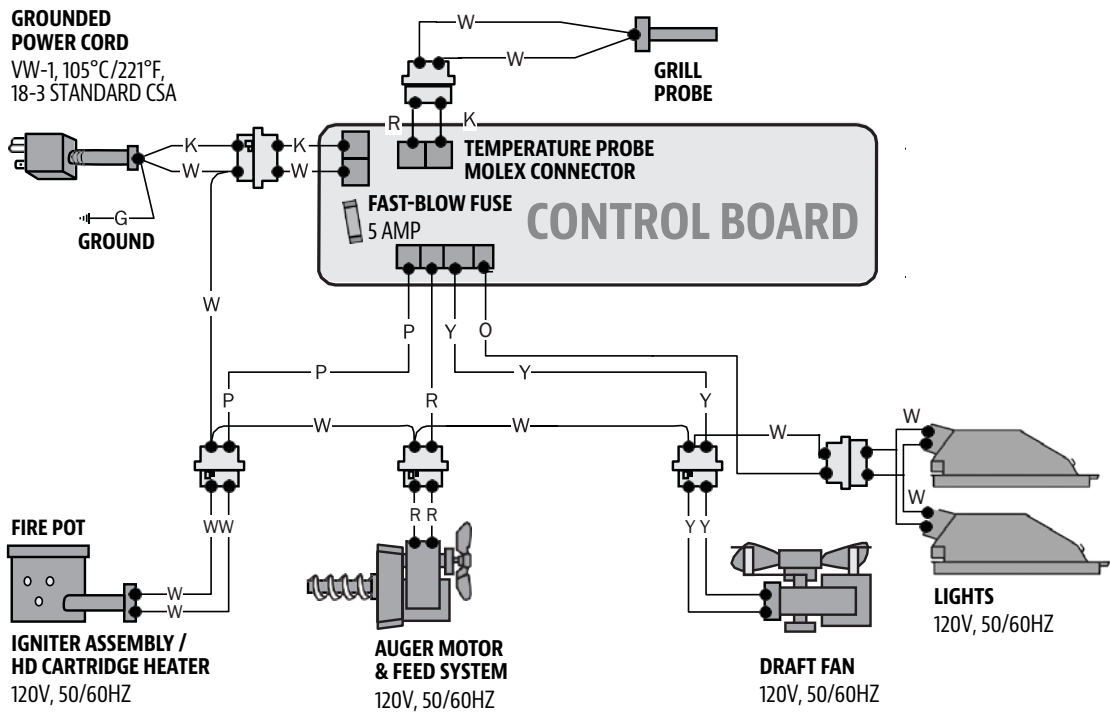 GROUNDED
POWER CORD
VW-1, 105°C/221°F,
18-3 STANDARD CSA
W
W
GRILL
PROBE
R
K
K
W
K
W
TEMPERATURE PROBE
MOLEX CONNECTOR
G
GROUND
FAST-BLOW FUSE
5 AMP
CONTROL BOARD
W
P
Y
O
P
Y
P
R
Y
W
W
W
W
W
WW
R R
Y Y
FIRE POT
W
W
IGNITER ASSEMBLY /
HD CARTRIDGE HEATER
120V, 50/60HZ
AUGER MOTOR
& FEED SYSTEM
120V, 50/60HZ
DRAFT FAN
120V, 50/60HZ
LIGHTS
120V, 50/60HZ